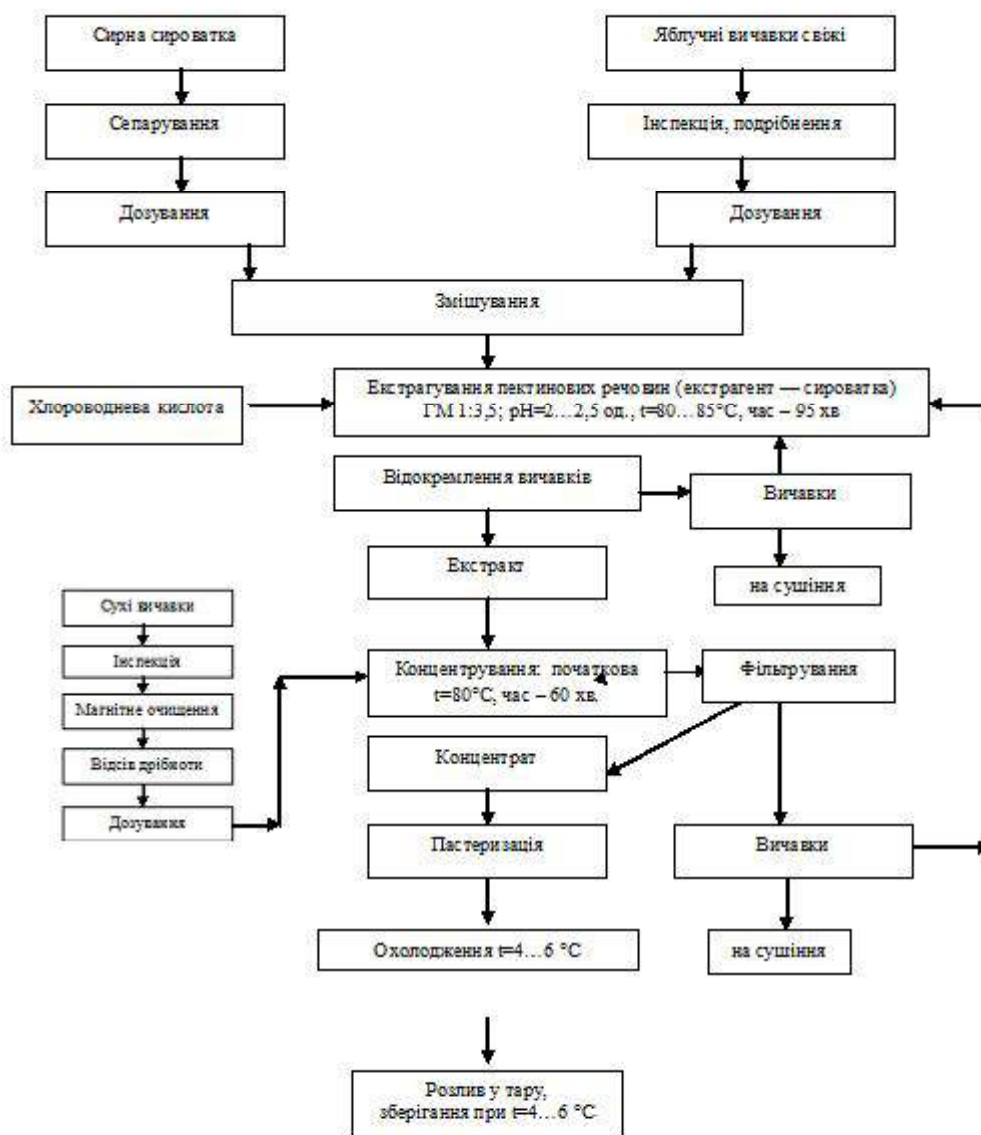 Сирна сироватка
Яблучні вичавки свіжі
Сепарування
Інспекція, подрібнення
Дозування
Дозування
Змішування
Екстрагування пектинових речовин (екстрагент — сироватка)
ГМ 1:3,5; pH=2…2,5 од., t=80…85°C, час – 95 хв
Хлороводнева кислота
Відокремлення вичавків
Вичавки
Екстракт
на сушіння
Сухі вичавки
Інспекція
Магнітне очищення
Відсів дрібноти
Дозування
Концентрування: початкова
t=80°C, час – 60 хв.
Фільтрування
Концентрат
Пастеризація
Вичавки
Охолодження t=4…6 °C
на сушіння
Розлив у тару,
зберігання при t=4…6 °C